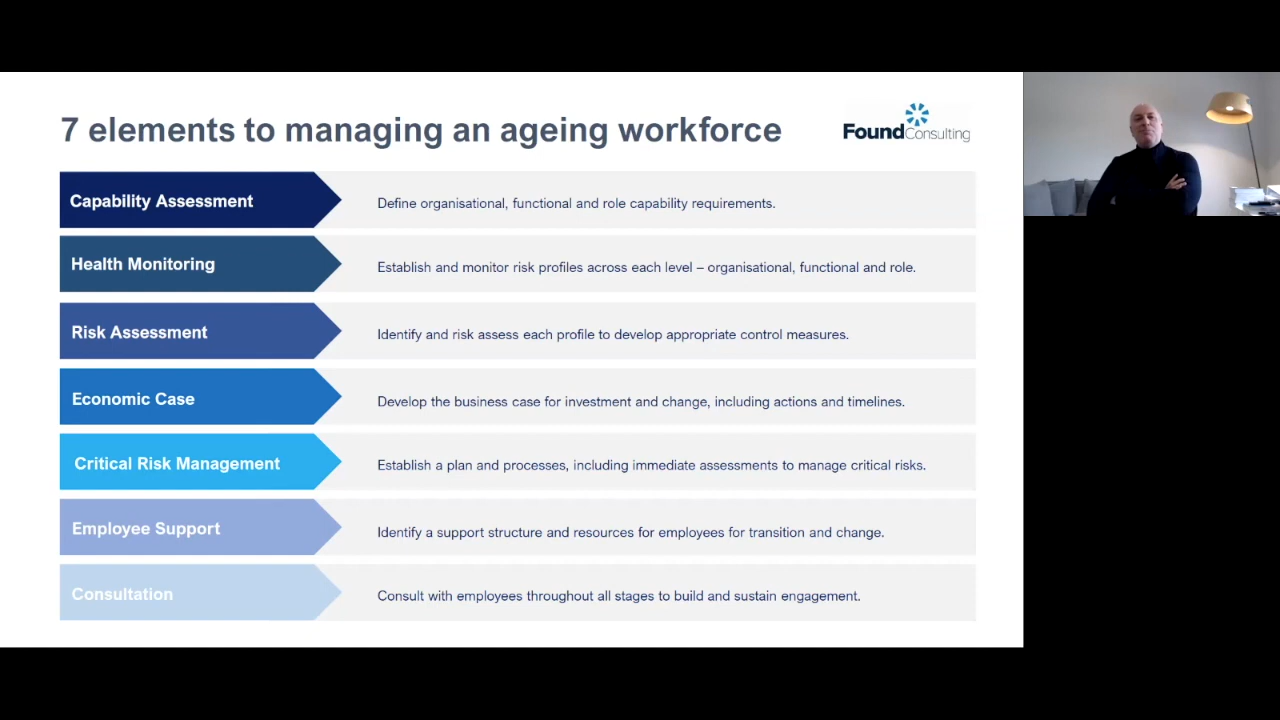 7 elements to managing an ageing workforce
FoundConsulting
Capability Assessment
Define organisational, functional and role capability requirements.
Health Monitoring
Establish and monitor risk profiles across each level – organisational, functional and role.
Risk Assessment
Identify and risk assess each profile to develop appropriate control measures.
Economic Case
Develop the business case for investment and change, including actions and timelines.
Critical Risk Management
Establish a plan and processes, including immediate assessments to manage critical risks.
Employee Support
Identify a support structure and resources for employees for transition and change.
Consultation
Consult with employees throughout all stages to build and sustain engagement.